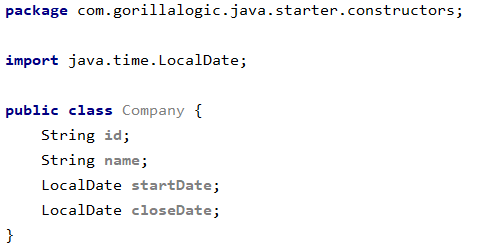 package com.gorillalogic.java.starter.constructors;
import java.time.LocalDate;
public class Company {
    String id;
    String name;
    LocalDate startDate;
    LocalDate closeDate;
}